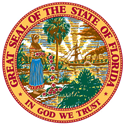 GREAT SEAL OF THE STATE OF FLORIDA
IN GOD WE TRUST